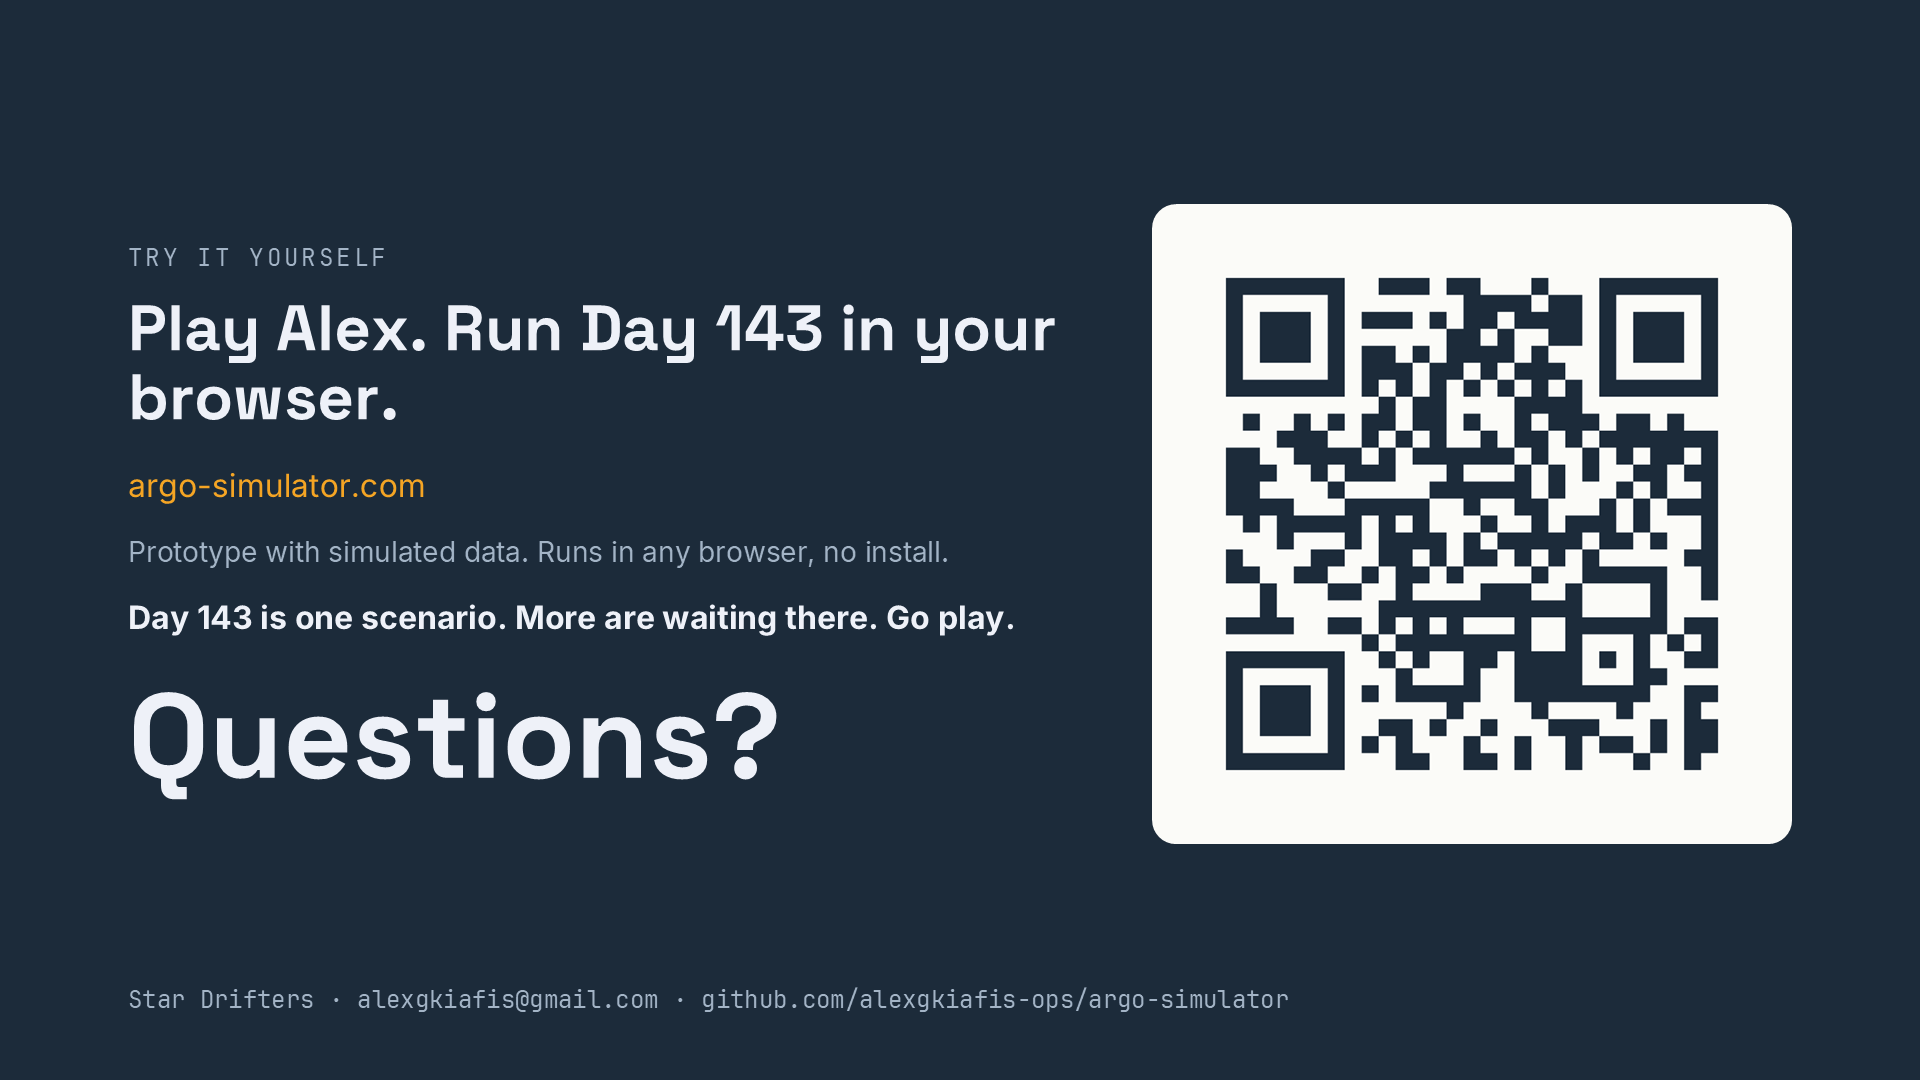 TRY IT YOURSELF
Play Alex. Run Day 143 in your
browser.
argo-simulator.com
Prototype with simulated data. Runs in any browser, no install.
Day 143 is one scenario. More are waiting there. Go play.
Questions?
Star Drifters · alexgkiafis@gmail.com · github.com/alexgkiafis-ops/argo-simulator